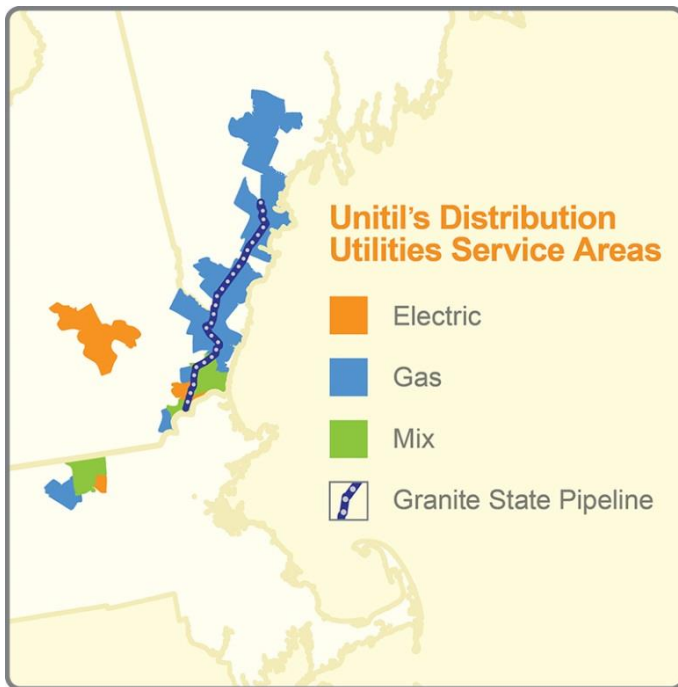 Unitil's Distribution
Utilities Service Areas
Electric
Gas
Mix
Granite State Pipeline